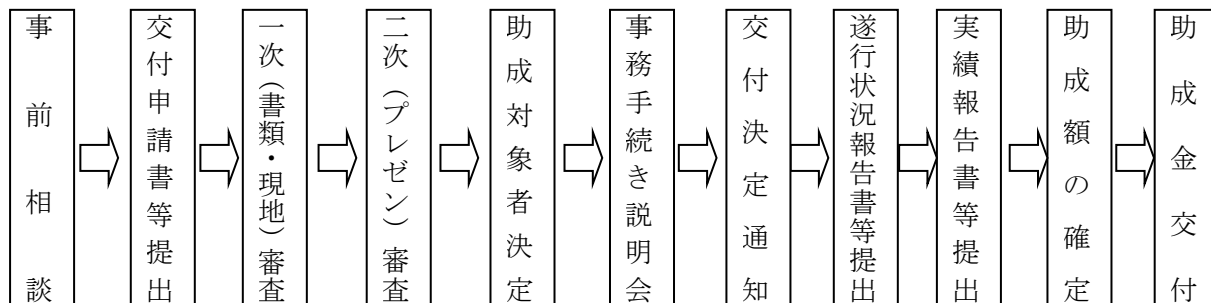 事前相談
交付申請書等提出
一次（書類・現地）審査
二次（プレゼン）審査
助成対象者決定
事務手続き説明会
交付決定通知
遂行状況報告書等提出
実績報告書等提出
助成額の確定
助成金交付